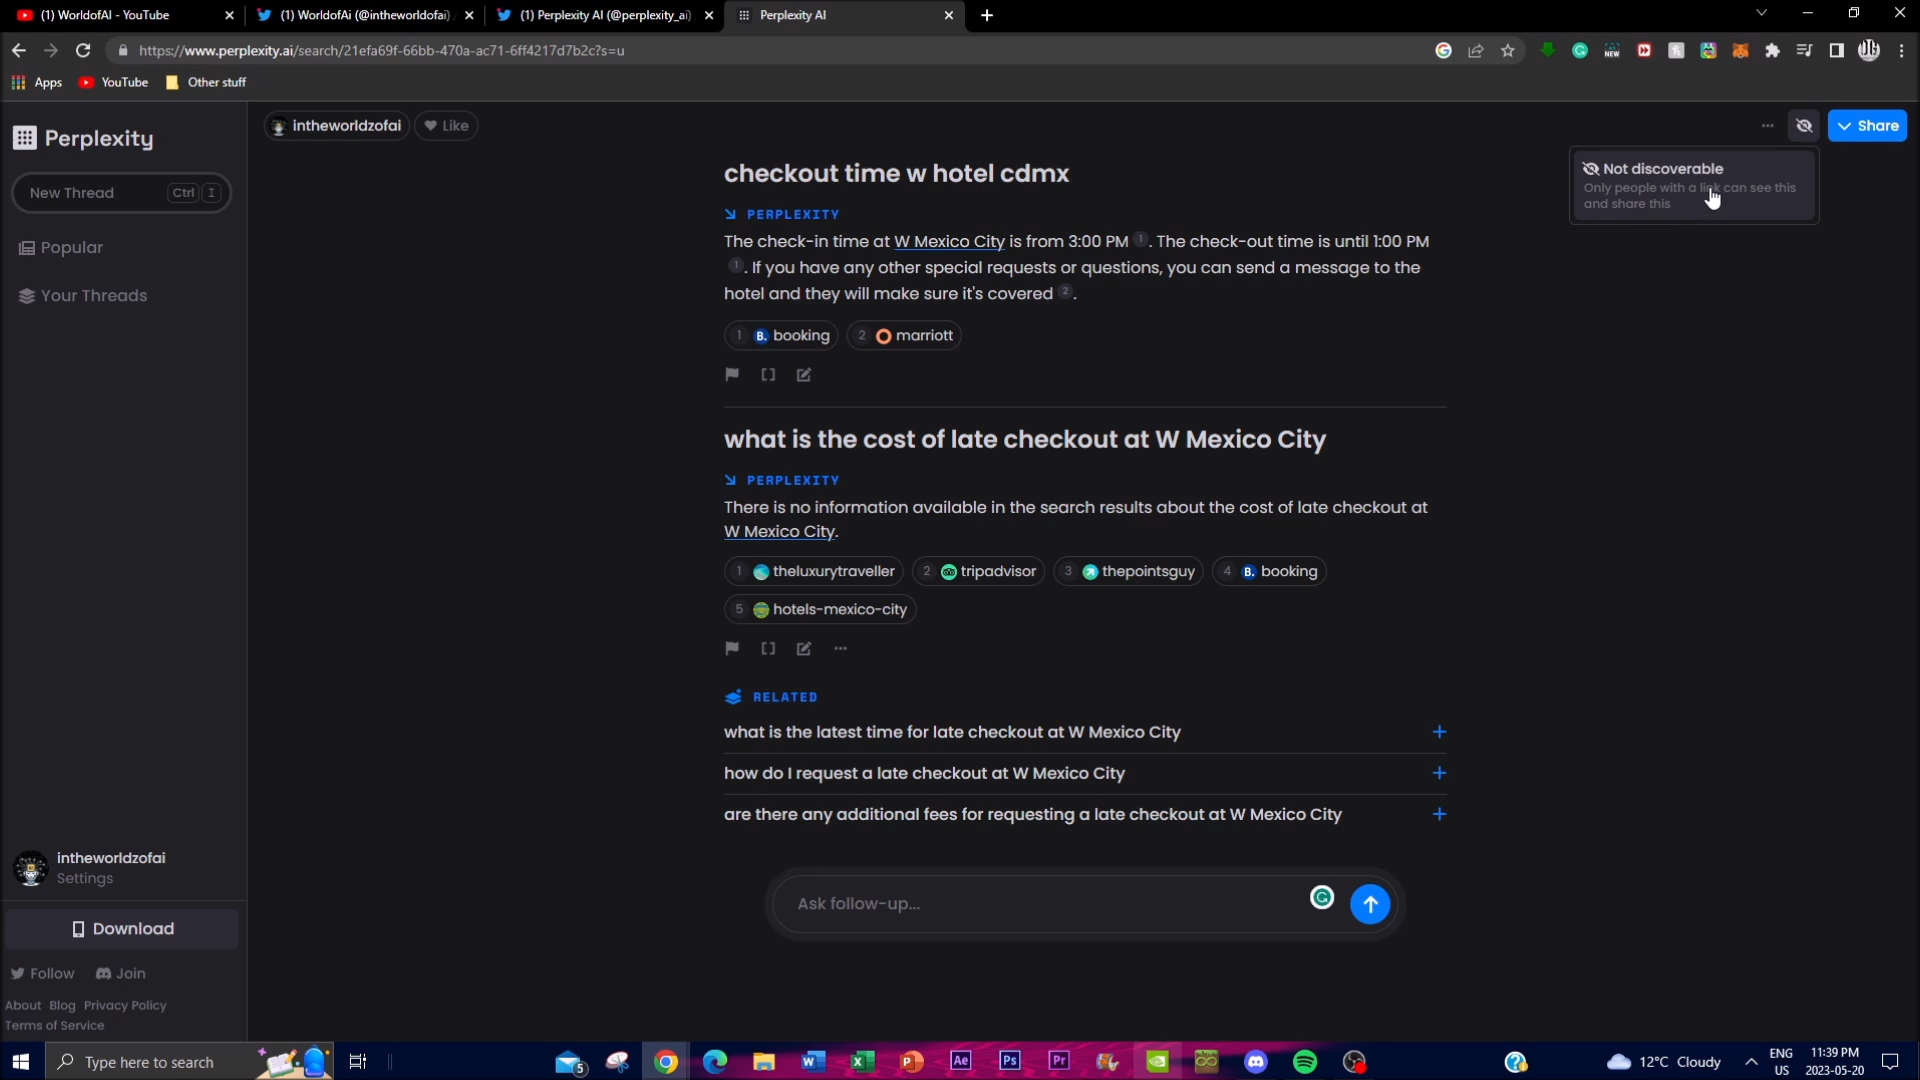 (1) WorldofAI - YouTube
(1) WorldofAi (@intheworldofai)
(1) Perplexity AI (@perplexity_ai)
Perplexity AI
https://www.perplexity.ai/search/21efa69f-66bb-470a-ac71-6ff4217d7b2c?s=u
NEW
Apps
YouTube
Other stuff
Perplexity
New Thread
Ctrl
I
Popular
Your Threads
intheworldzofai
Like
Share
Not discoverable
Only people with a link can see this
and share this
checkout time w hotel cdmx
PERPLEXITY
The check-in time at W Mexico City is from 3:00 PM 1. The check-out time is until 1:00 PM
1. If you have any other special requests or questions, you can send a message to the
hotel and they will make sure it's covered 2.
1 B. booking
2 marriott
what is the cost of late checkout at W Mexico City
PERPLEXITY
There is no information available in the search results about the cost of late checkout at
W Mexico City.
1 theluxurytraveller
2 tripadvisor
3 thepointsguy
4 B. booking
5 hotels-mexico-city
RELATED
what is the latest time for late checkout at W Mexico City
how do I request a late checkout at W Mexico City
are there any additional fees for requesting a late checkout at W Mexico City
Ask follow-up...
intheworldzofai
Settings
Download
Follow
Join
About Blog Privacy Policy
Terms of Service
Type here to search
5
Ae
Ps
Pr
12°C Cloudy
ENG
US
11:39 PM
2023-05-20